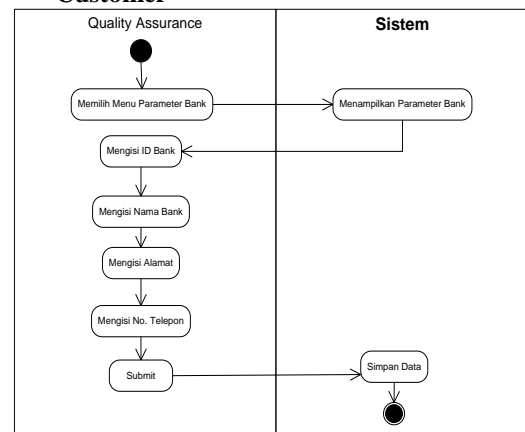 Customer
Quality Assurance
Sistem
Memilih Menu Parameter Bank
Menampilkan Parameter Bank
Mengisi ID Bank
Mengisi Nama Bank
Mengisi Alamat
Mengisi No. Telepon
Submit
Simpan Data